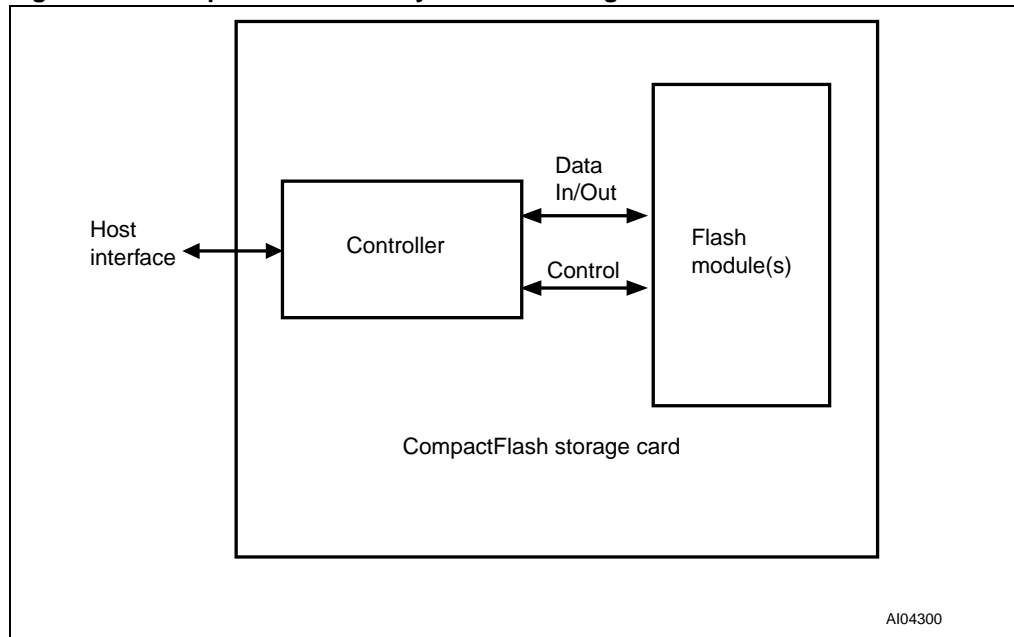 Data
In/Out
Host
interface
Controller
Flash
module(s)
Control
CompactFlash storage card
AI04300